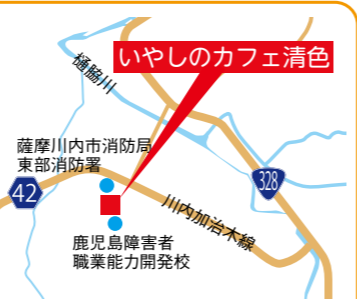 いやしのカフェ清色
樋脇川
薩摩川内市消防局
東部消防署
42
328
川内加治木線
鹿児島障害者
職業能力開発校